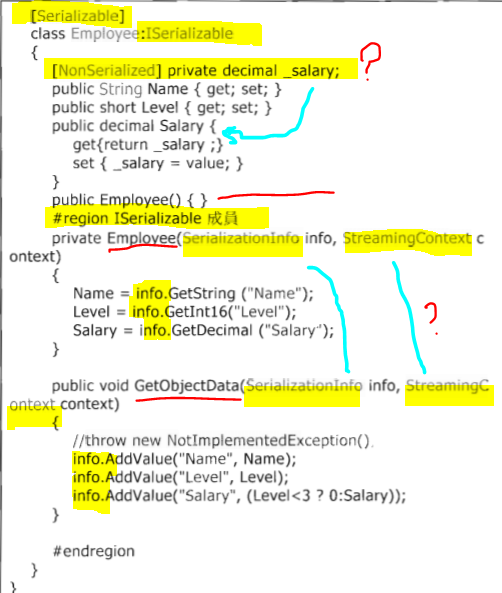 [Serializable]
class Employee:ISerializable
{
[NonSerialized] private decimal _salary; ?
public String Name { get; set; }
public short Level { get; set; }
public decimal Salary {
get{return _salary ;}
set { _salary = value; }
}
public Employee() { }
#region ISerializable 成員
private Employee(SerializationInfo info, StreamingContext c
ontext)
{
Name = info.GetString ("Name");
Level = info.GetInt16("Level");
Salary = info.GetDecimal ("Salary");
} ?
public void GetObjectData(SerializationInfo info, StreamingC
ontext context)
{
//throw new NotImplementedException().
info.AddValue("Name", Name);
info.AddValue("Level", Level);
info.AddValue("Salary", (Level<3 ? 0:Salary));
}
#endregion
}
}